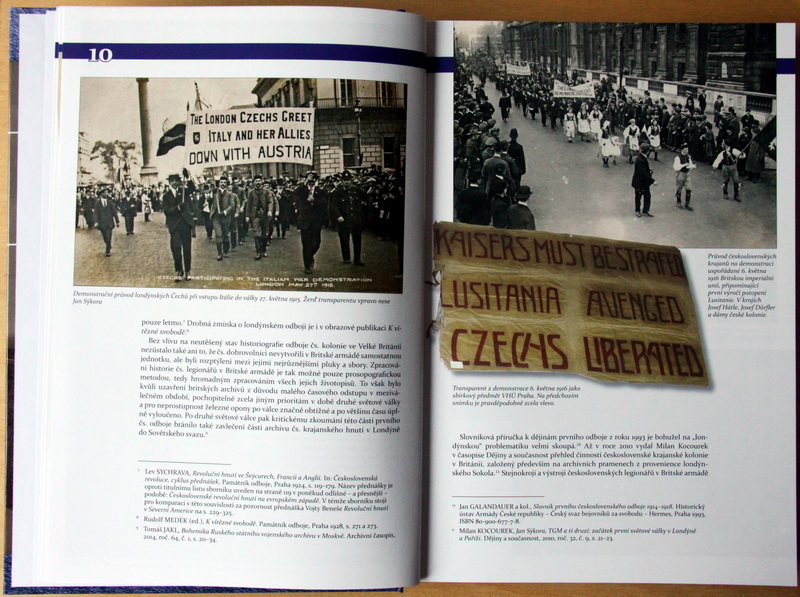 10
THE LONDON CZECHS GREET
ITALY AND HER ALLIES.
DOWN WITH AUSTRIA
CZECHS PARTICIPATING IN THE ITALIAN WAR DEMONSTRATION
LONDON MAY 27TH 1915.
Demonstrační průvod londýnských Čechů při vstupu Itálie do války 27. května 1915. Žerď transparentu vpravo nese
Jan Sýkora
pouze letmo.⁷ Drobná zmínka o londýnském odboji je i v obrazové publikaci K ví-
tězné svobodě.⁸
Bez vlivu na neutěšený stav historiografie odboje čs. kolonie ve Velké Británii
nezůstalo také ani to, že čs. dobrovolníci nevytvořili v Britské armádě samostatnou
jednotku, ale byli rozptýleni mezi jejími nejrůznějšími pluky a sbory. Zpracová-
ní historie čs. legionářů v Britské armádě je tak možné pouze prosopografickou
metodou, tedy hromadným zpracováním všech jejich životopisů. To však bylo
kvůli uzavření britských archivů z důvodu malého časového odstupu v mezivá-
lečném období, pochopitelně zcela jiným prioritám v době druhé světové války
a pro neprostupnost železné opony po válce značně obtížné a po většinu času úpl-
ně vyloučeno. Po druhé světové válce pak kritickému zkoumání této části prvního
čs. odboje bránilo také zavlečení části archivu čs. krajanského hnutí v Londýně
do Sovětského svazu.⁹
⁷ Lev SYCHRAVA, Revoluční hnutí ve Švýcarech, Francii a Anglii. In: Československá
revoluce, cyklus přednášek. Památník odboje, Praha 1924, s. 119–179. Název přednášky je
oproti titulnímu listu sborníku uveden na straně 119 v poněkud odlišné – a přesnější –
podobě: Československé revoluční hnutí na evropském západě. V témže sborníku stojí
pro komparaci v této souvislosti za pozornost přednáška Vojty Beneše Revoluční hnutí
v Severní Americe na s. 229–325.
⁸ Rudolf MEDEK (ed.), K vítězné svobodě. Památník odboje, Praha 1928, s. 271 a 273.
⁹ Tomáš JAKL, Bohemika Ruského státního vojenského archivu v Moskvě. Archivní časopis,
2014, roč. 64, č. 1, s. 20–34.
Průvod československých
krajanů na demonstraci
uspořádané 6. května
1916 Britskou imperiální
unií, připomínající
první výročí potopení
Lusitanie. V krojích
Josef Hátle, Josef Dörfler
a dámy české kolonie.
KAISERS MUST BE STRAFED
LUSITANIA AVENGED
CZECHS LIBERATED
Transparent z demonstrace 6. května 1916 jako
sbírkový předmět VHÚ Praha. Na předchozím
snímku je pravděpodobně zcela vlevo.
Slovníková příručka k dějinám prvního odboje z roku 1993 je bohužel na „lon-
dýnskou“ problematiku velmi skoupá.¹⁰ Až v roce 2010 vydal Milan Kocourek
v časopise Dějiny a současnost přehled činnosti československé krajanské kolonie
v Británii, založený především na archivních pramenech z provenience londýn-
ského Sokola.¹¹ Stejnokroji a výstroji československých legionářů v Britské armádě
Jan GALANDAUER a kol., Slovník prvního československého odboje 1914–1918. Historický
ústav Armády České republiky – Český svaz bojovníků za svobodu – Hermes, Praha 1993,
ISBN 80-900-677-7-8.
Milan KOCOUREK, Jan Sýkora, TGM a ti druzí: začátek první světové války v Londýně
a Paříži. Dějiny a současnost, 2010, roč. 32, č. 9, s. 21–23.